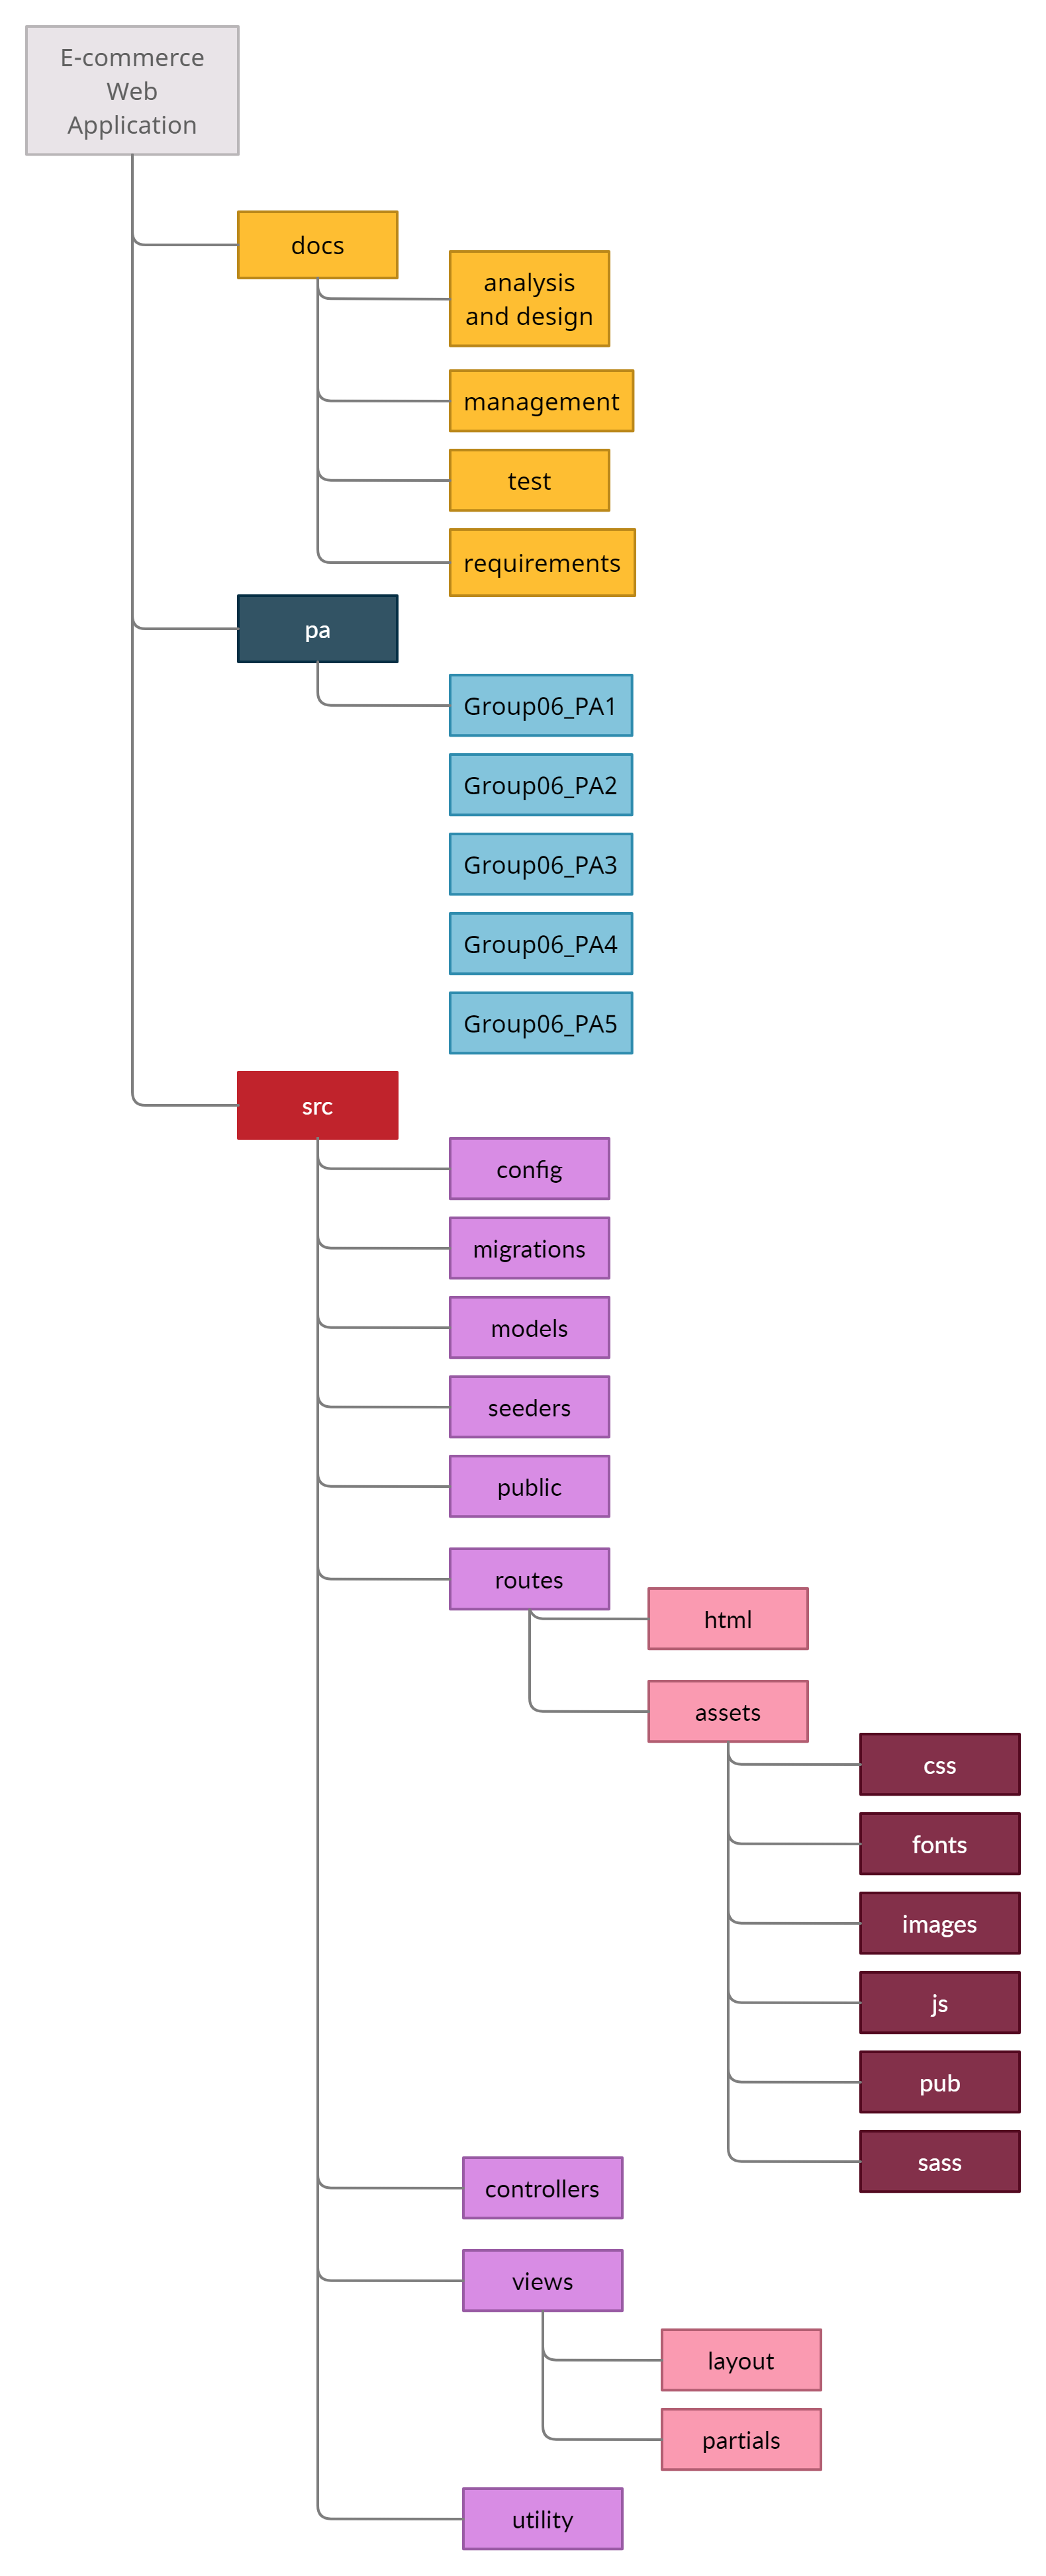 E-commerce
Web
Application
docs
analysis
and design
management
test
requirements
pa
Group06_PA1
Group06_PA2
Group06_PA3
Group06_PA4
Group06_PA5
src
config
migrations
models
seeders
public
routes
html
assets
css
fonts
images
js
pub
sass
controllers
views
layout
partials
utility